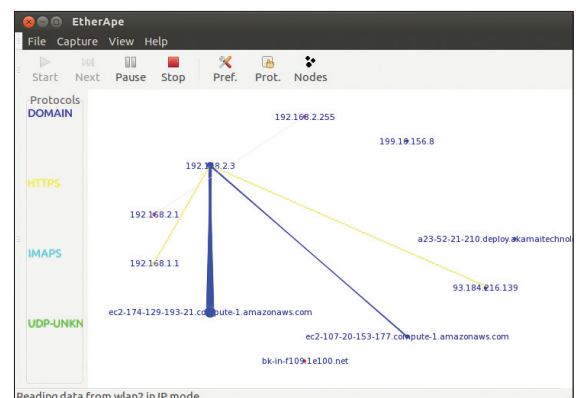 EtherApe
File Capture View Help
Start Next Pause Stop Pref. Prot. Nodes
Protocols
DOMAIN
HTTPS
IMAPS
UDP-UNKN
192.168.2.255
199.16.156.8
192.168.2.3
192.168.2.1
a23-52-21-210.deploy.akamaitechnol
192.168.1.1
93.184.216.139
ec2-174-129-193-21.compute-1.amazonaws.com
ec2-107-20-153-177.compute-1.amazonaws.com
bk-in-f109.1e100.net
Reading data from wlan2 in IP mode